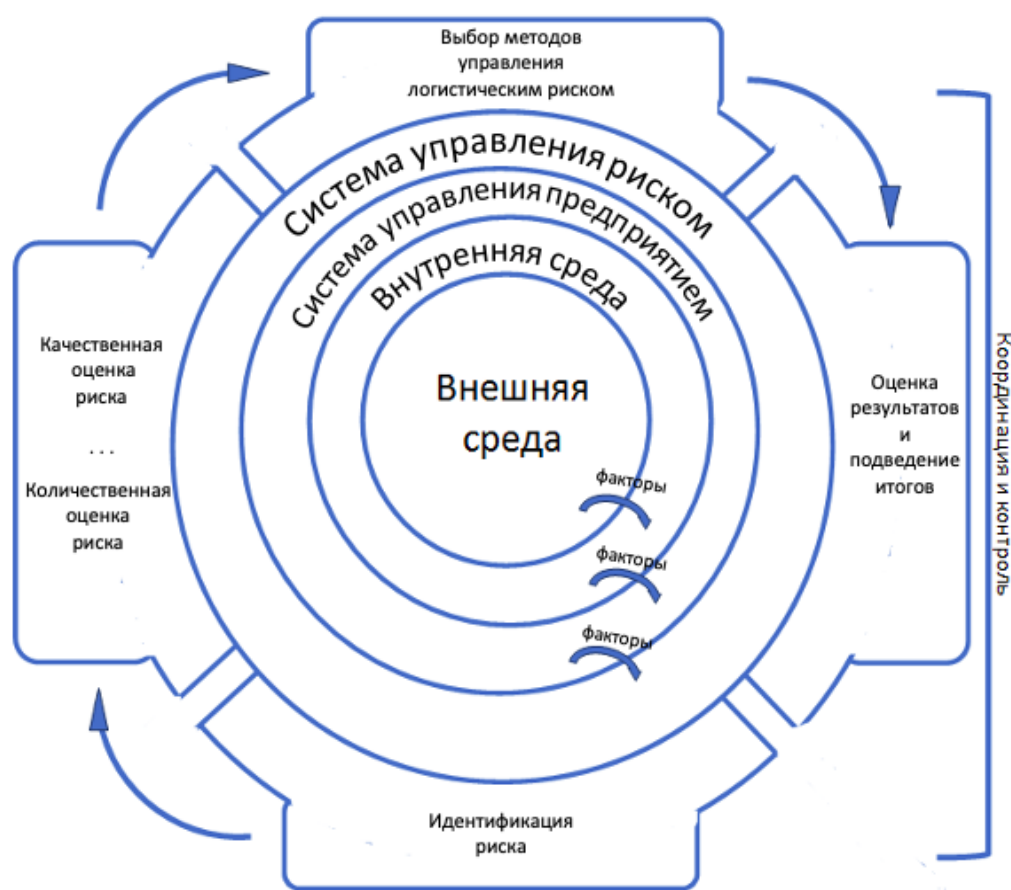 Выбор методов
управления
логистическим риском
Система управления риском
Система управления предприятием
Внутренняя среда
Внешняя
среда
факторы
факторы
факторы
Качественная
оценка
риска
...
Количественная
оценка
риска
Оценка
результатов
и
подведение
итогов
Координация и контроль
Идентификация
риска